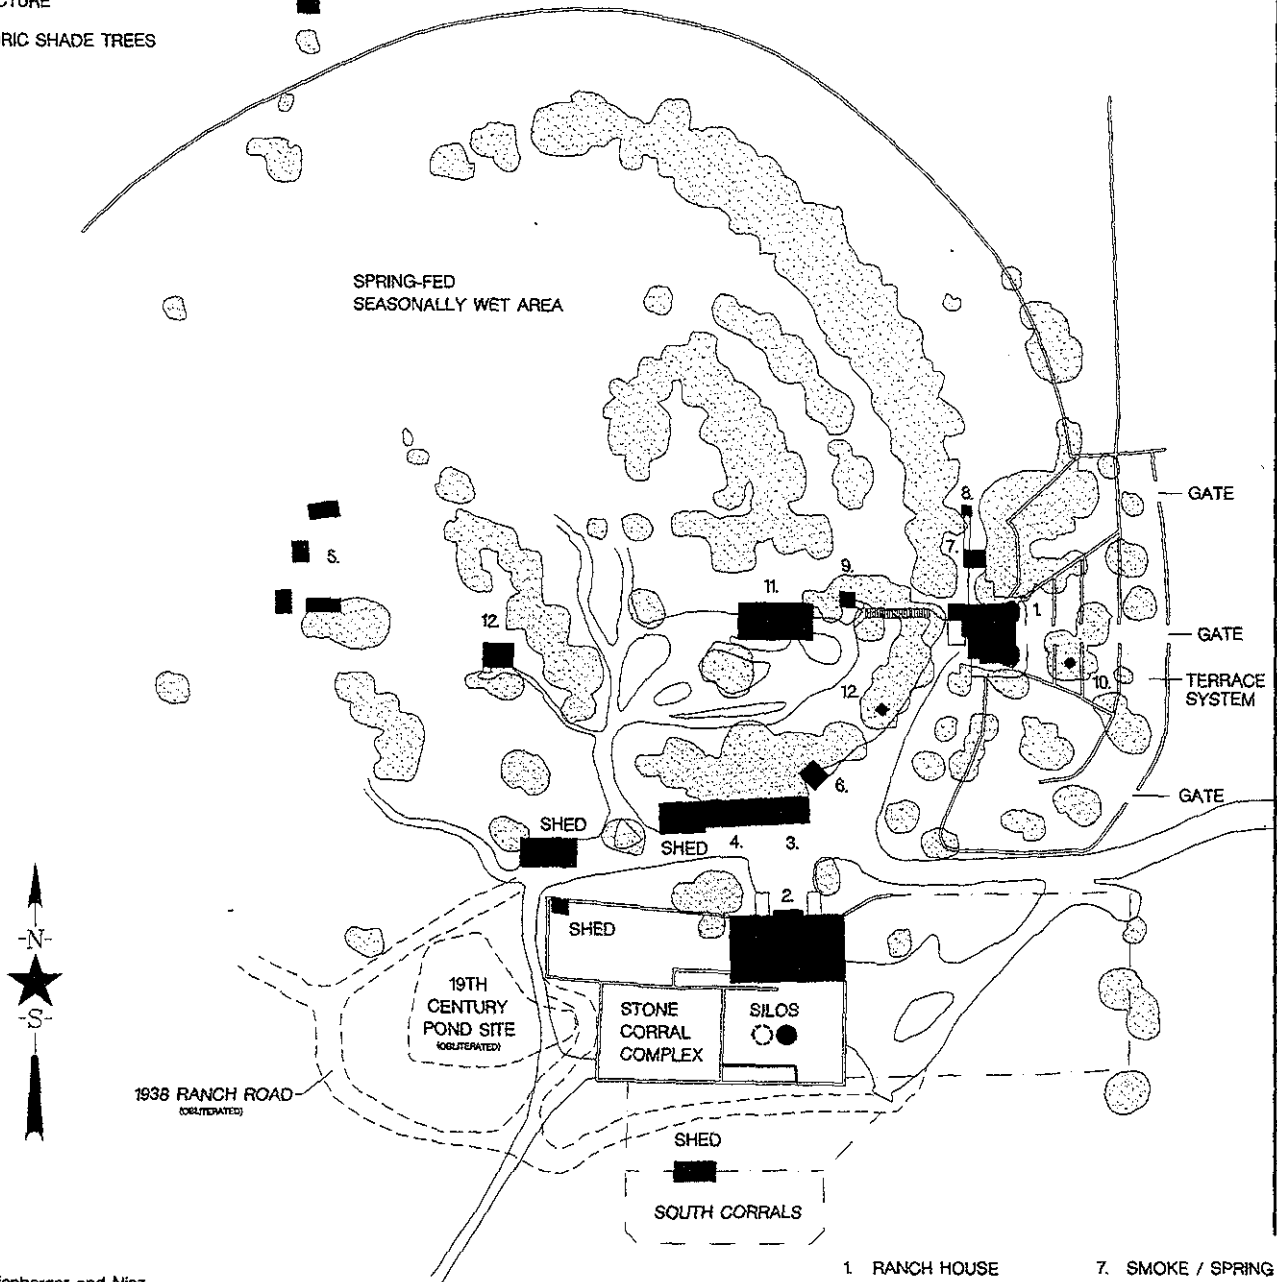 RIC SHADE TREES
SPRING-FED
SEASONALLY WET AREA
8.
GATE
7.
5.
9.
11.
1.
12.
GATE
10.
TERRACE
SYSTEM
12.
6.
GATE
SHED
SHED
4.
3.
2.
-N-
SHED
-S-
19TH
CENTURY
POND SITE
(OBLITERATED)
STONE
CORRAL
COMPLEX
SILOS
1938 RANCH ROAD
(OBLITERATED)
SHED
SOUTH CORRALS
1. RANCH HOUSE
7. SMOKE / SPRING